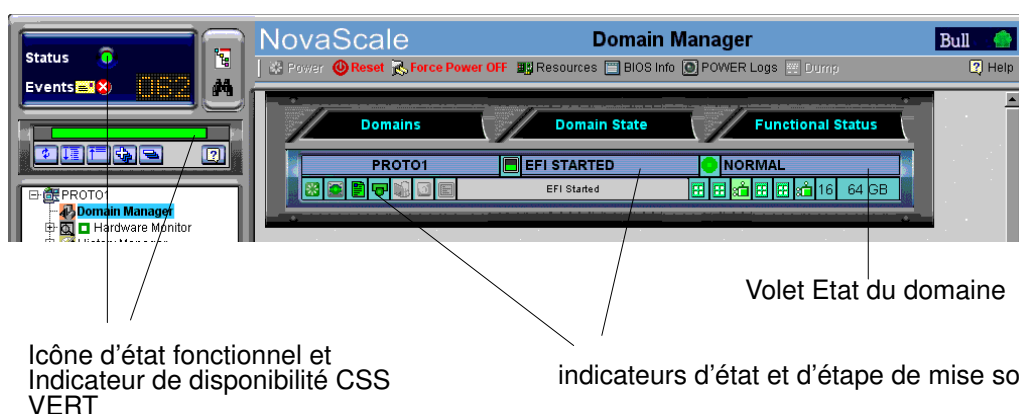 NovaScale Domain Manager Bull
Status
Events 062
Power Reset Force Power OFF Resources BIOS Info POWER Logs Dump Help
Domains Domain State Functional Status
PROTO1 EFI STARTED NORMAL
EFI Started 16 64 GB
PROTO1
Domain Manager
Hardware Monitor
Volet Etat du domaine
Icône d'état fonctionnel et
Indicateur de disponibilité CSS
VERT
indicateurs d'état et d'étape de mise so